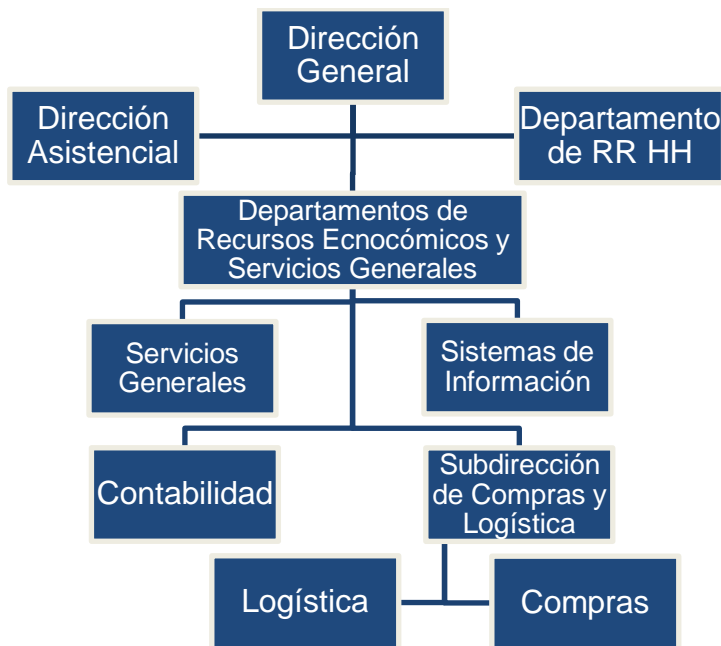 Dirección
General
Dirección
Asistencial
Departamento
de RR HH
Departamentos de
Recursos Ecnocómicos y
Servicios Generales
Servicios
Generales
Sistemas de
Información
Contabilidad
Subdirección
de Compras y
Logística
Logística
Compras